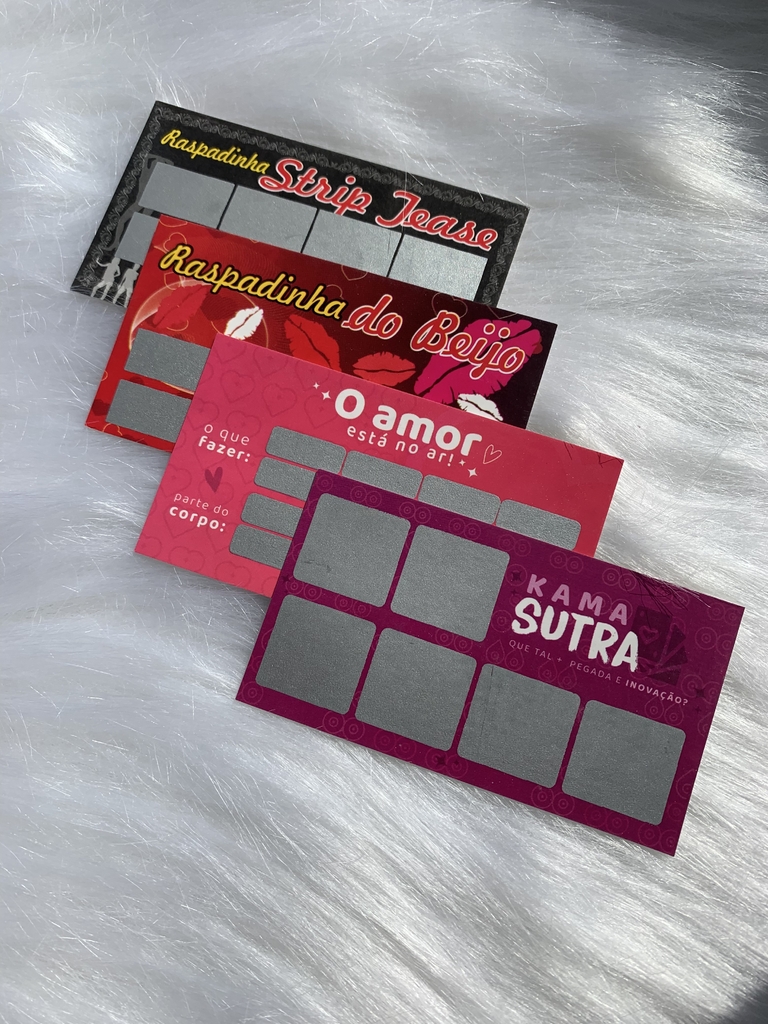 Raspadinha Strip Tease
Raspadinha do Beijo
O amor
está no ar!
o que
fazer:
parte do
corpo:
KAMA
SUTRA
QUE TAL + PEGADA E INOVAÇÃO?